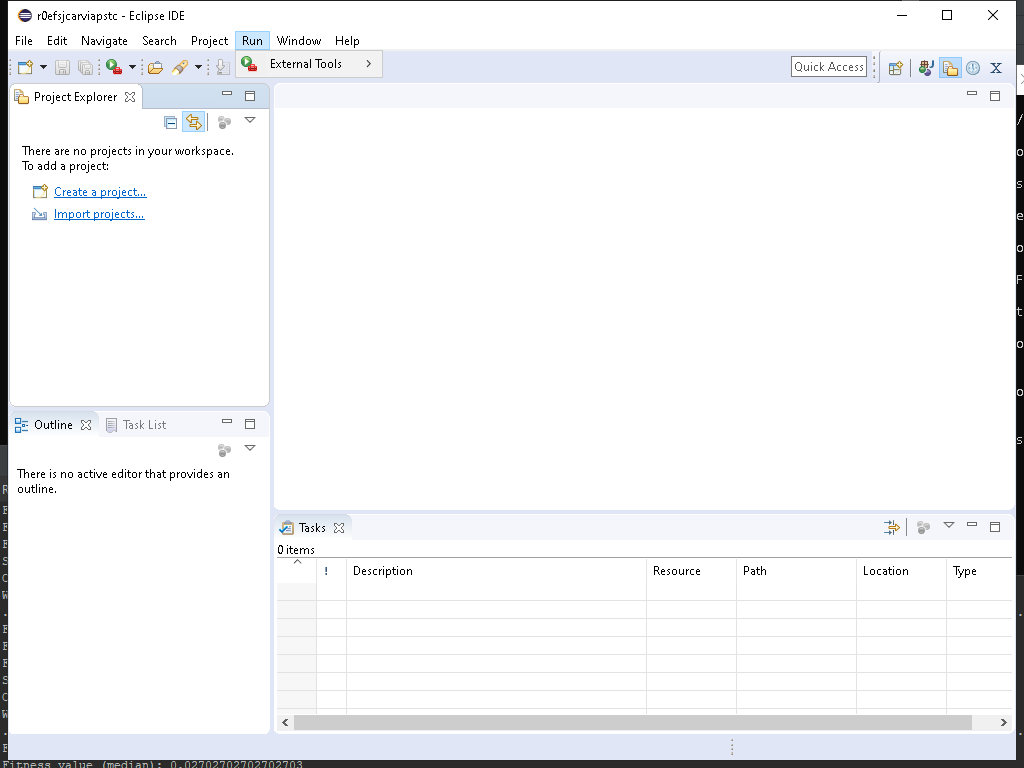 r0efsjcarviapstc - Eclipse IDE
File Edit Navigate Search Project Run Window Help
External Tools
Quick Access
Project Explorer
There are no projects in your workspace.
To add a project:
Create a project...
Import projects...
Outline
Task List
There is no active editor that provides an
outline.
Tasks
0 items
! Description Resource Path Location Type
Fitness value (median): 0.02702702702702703